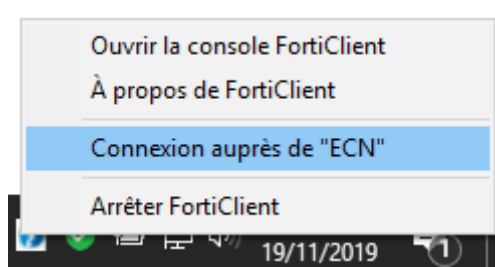 Ouvrir la console FortiClient
À propos de FortiClient
Connexion auprès de "ECN"
Arrêter FortiClient
19/11/2019
1